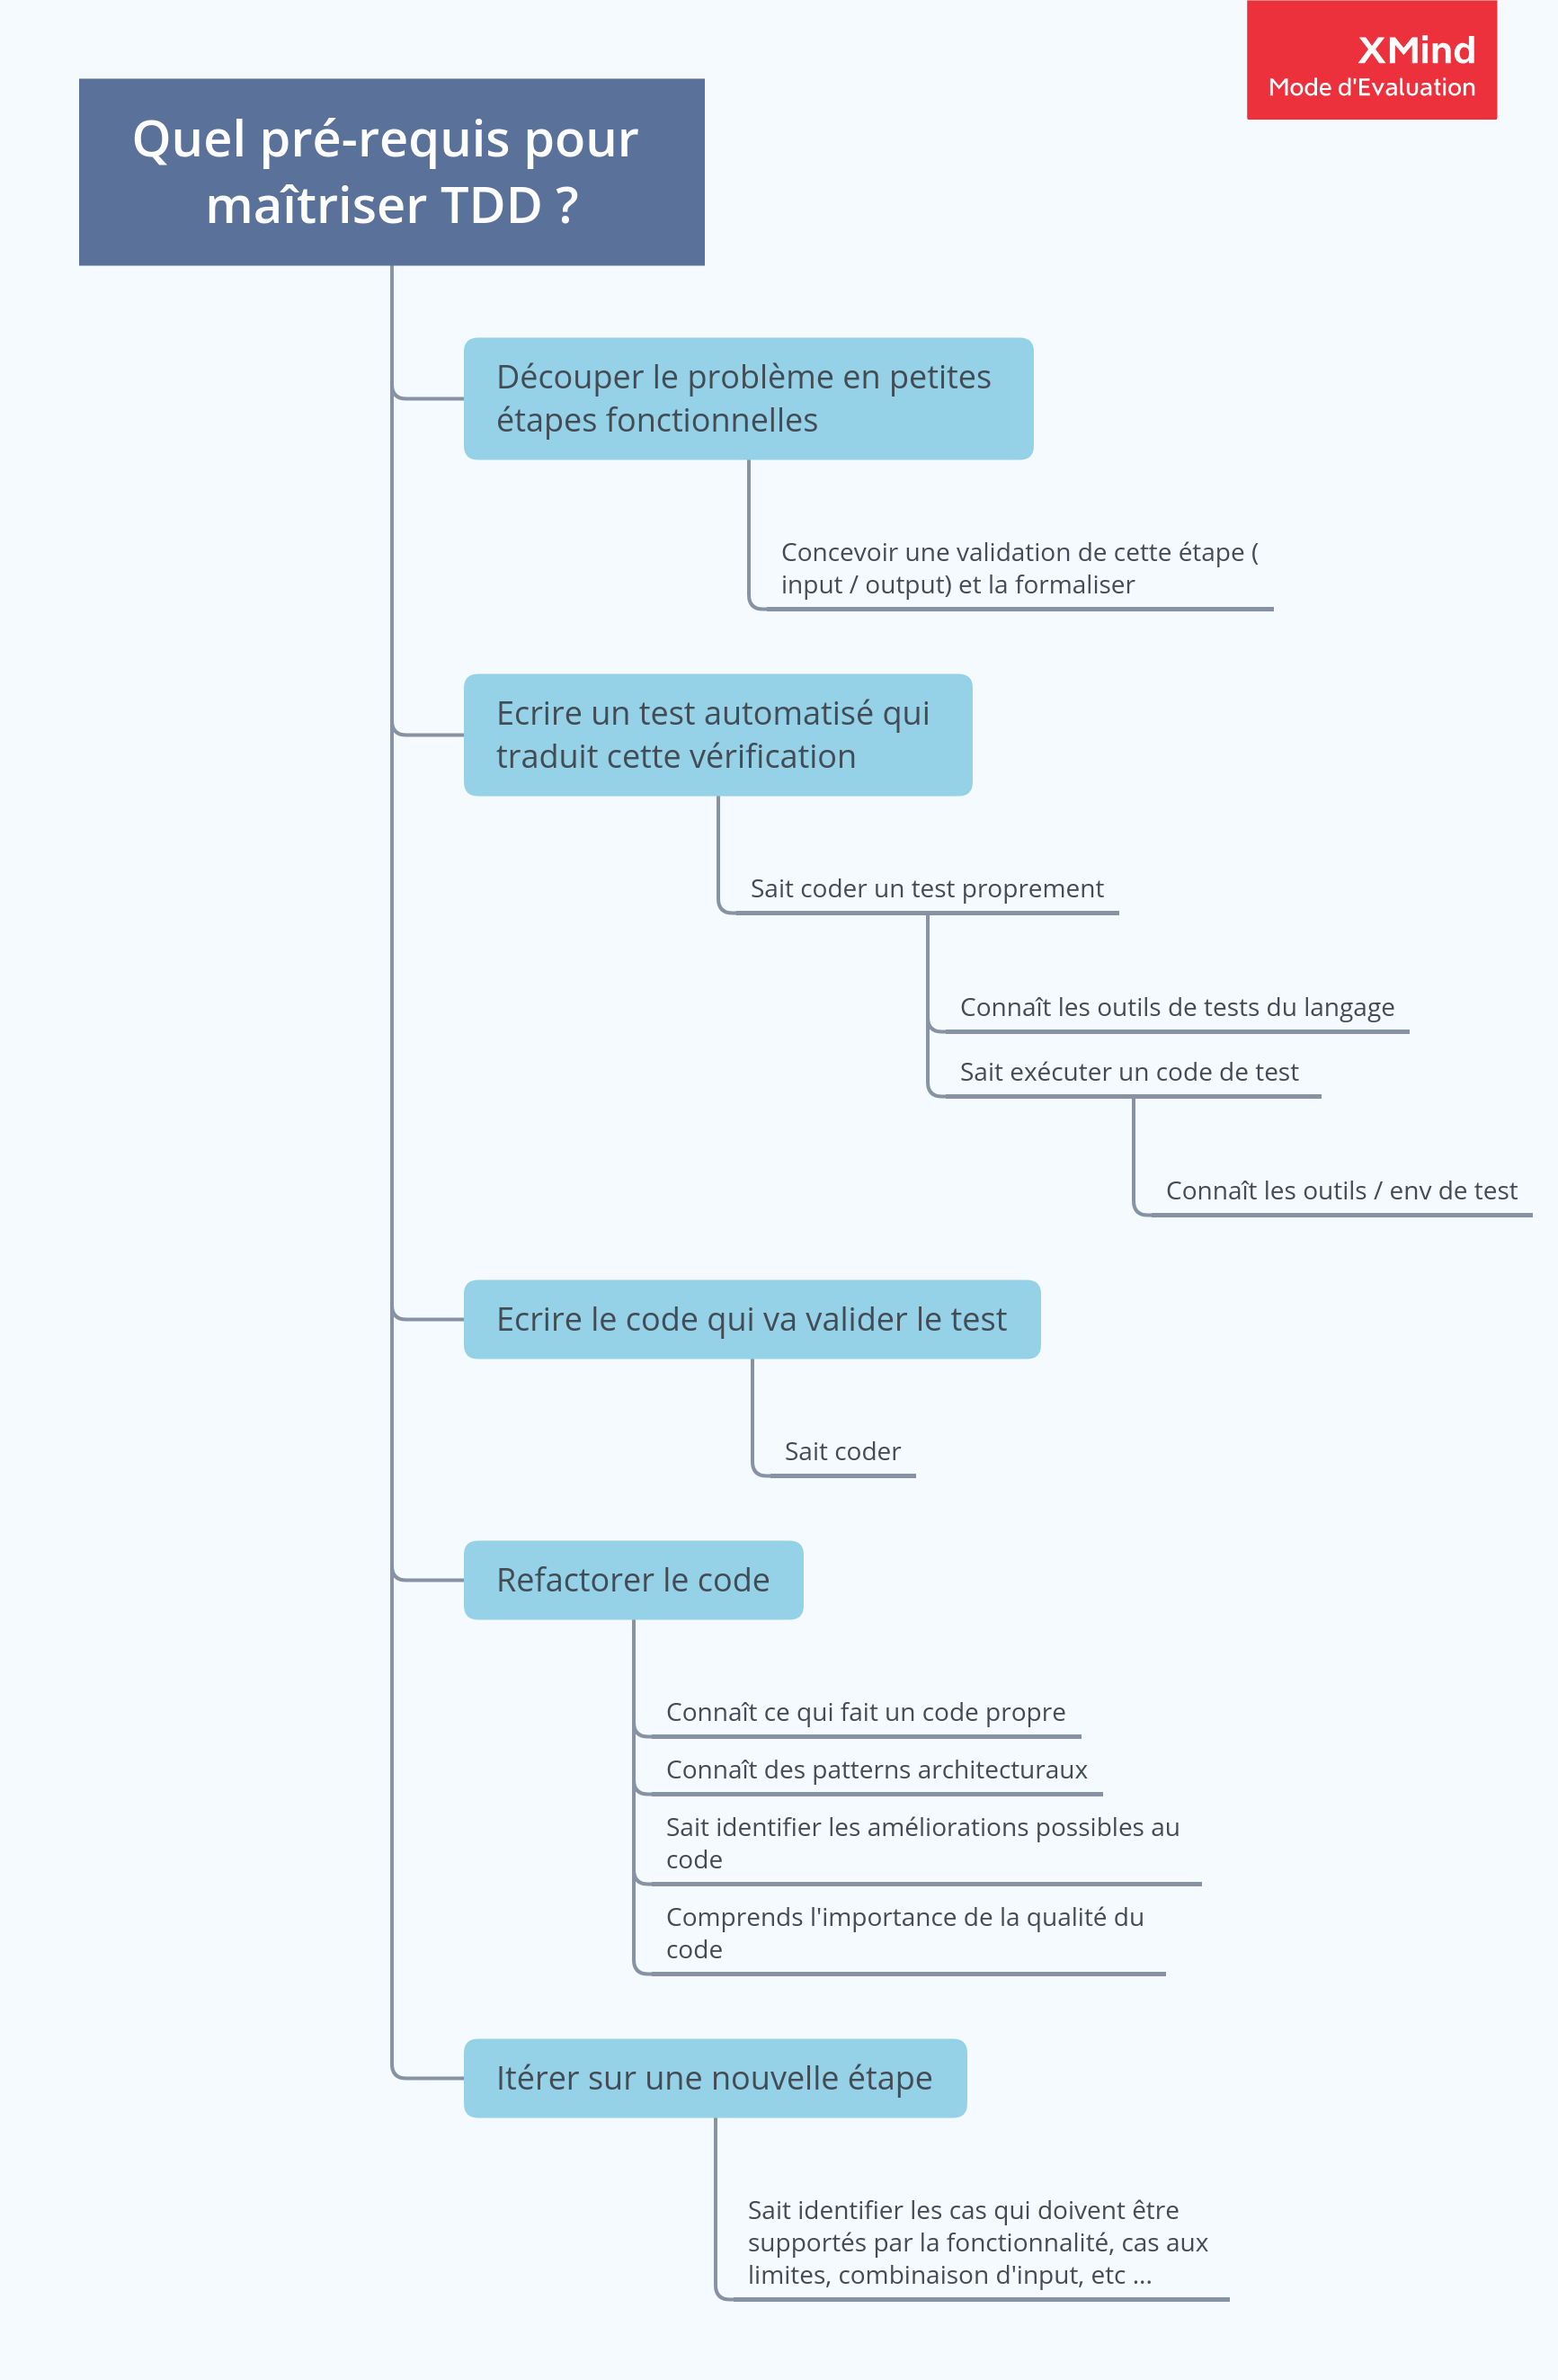 XMind
Mode d'Evaluation
Quel pré-requis pour
maîtriser TDD ?
Découper le problème en petites
étapes fonctionnelles
Concevoir une validation de cette étape (
input / output) et la formaliser
Ecrire un test automatisé qui
traduit cette vérification
Sait coder un test proprement
Connaît les outils de tests du langage
Sait exécuter un code de test
Connaît les outils / env de test
Ecrire le code qui va valider le test
Sait coder
Refactorer le code
Connaît ce qui fait un code propre
Connaît des patterns architecturaux
Sait identifier les améliorations possibles au
code
Comprends l'importance de la qualité du
code
Itérer sur une nouvelle étape
Sait identifier les cas qui doivent être
supportés par la fonctionnalité, cas aux
limites, combinaison d'input, etc ...